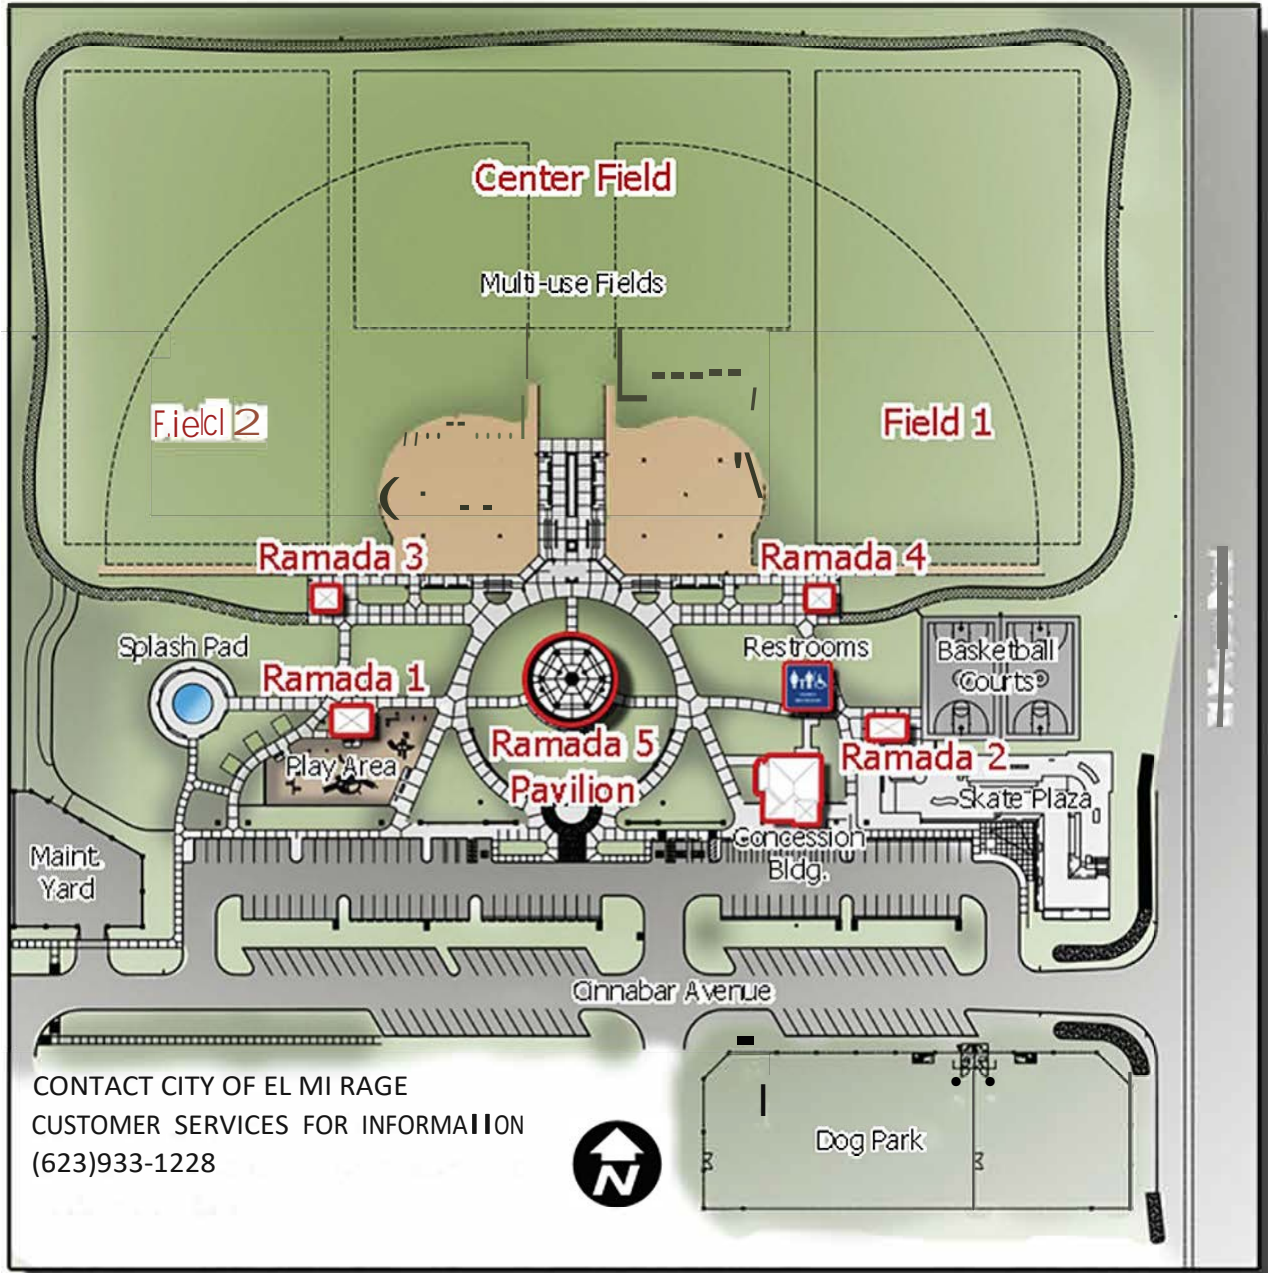 Center Field
Multi-use Fields
Field 2
Field 1
Ramada 3
Ramada 4
Splash Pad
Restrooms
Basketball
Courts
Ramada 1
Ramada 5
Pavilion
Ramada 2
Play Area
Skate Plaza
Concession
Bldg.
Maint.
Yard
Cinnabar Avenue
CONTACT CITY OF EL MI RAGE
CUSTOMER SERVICES FOR INFORMAIION
(623)933-1228
N
Dog Park